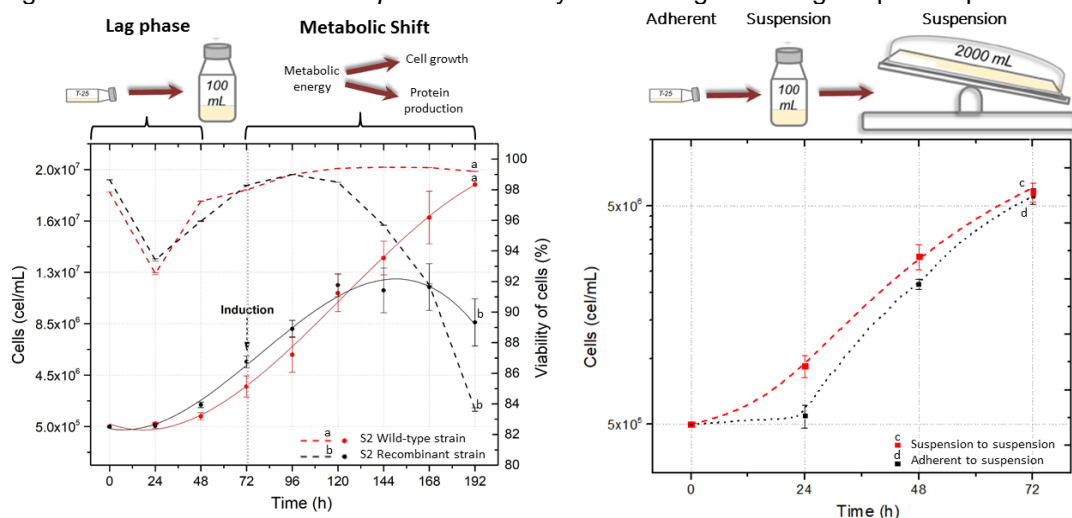 Lag phase
T-25
100
mL
Metabolic Shift
Metabolic
energy
Cell growth
Protein
production
Cells (cel/mL)
2.0x10⁷
1.6x10⁷
1.3x10⁷
8.5x10⁶
4.5x10⁶
5.0x10⁵
Induction
a
a
b
b
a S2 Wild-type strain
b S2 Recombinant strain
0 24 48 72 96 120 144 168 192
Time (h)
100
98
96
94
92
90
88
86
84
82
80
Viability of cells (%)
Adherent Suspension Suspension
T-25
100
mL
2000 mL
Cells (cel/mL)
5x10⁶
5x10⁵
c
d
c Suspension to suspension
d Adherent to suspension
0 24 48 72
Time (h)